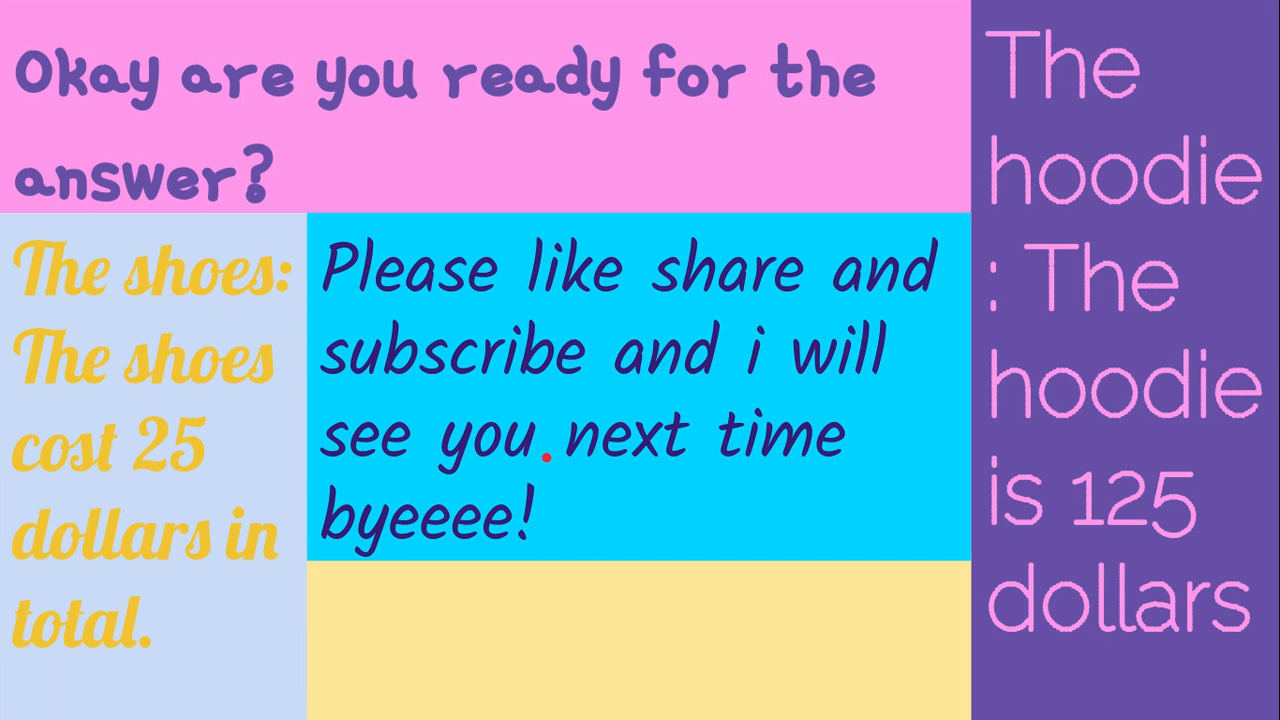 Okay are you ready for the
answer?
The shoes:
The shoes
cost 25
dollars in
total.
Please like share and
subscribe and i will
see you next time
byeeee!
The
hoodie
: The
hoodie
is 125
dollars